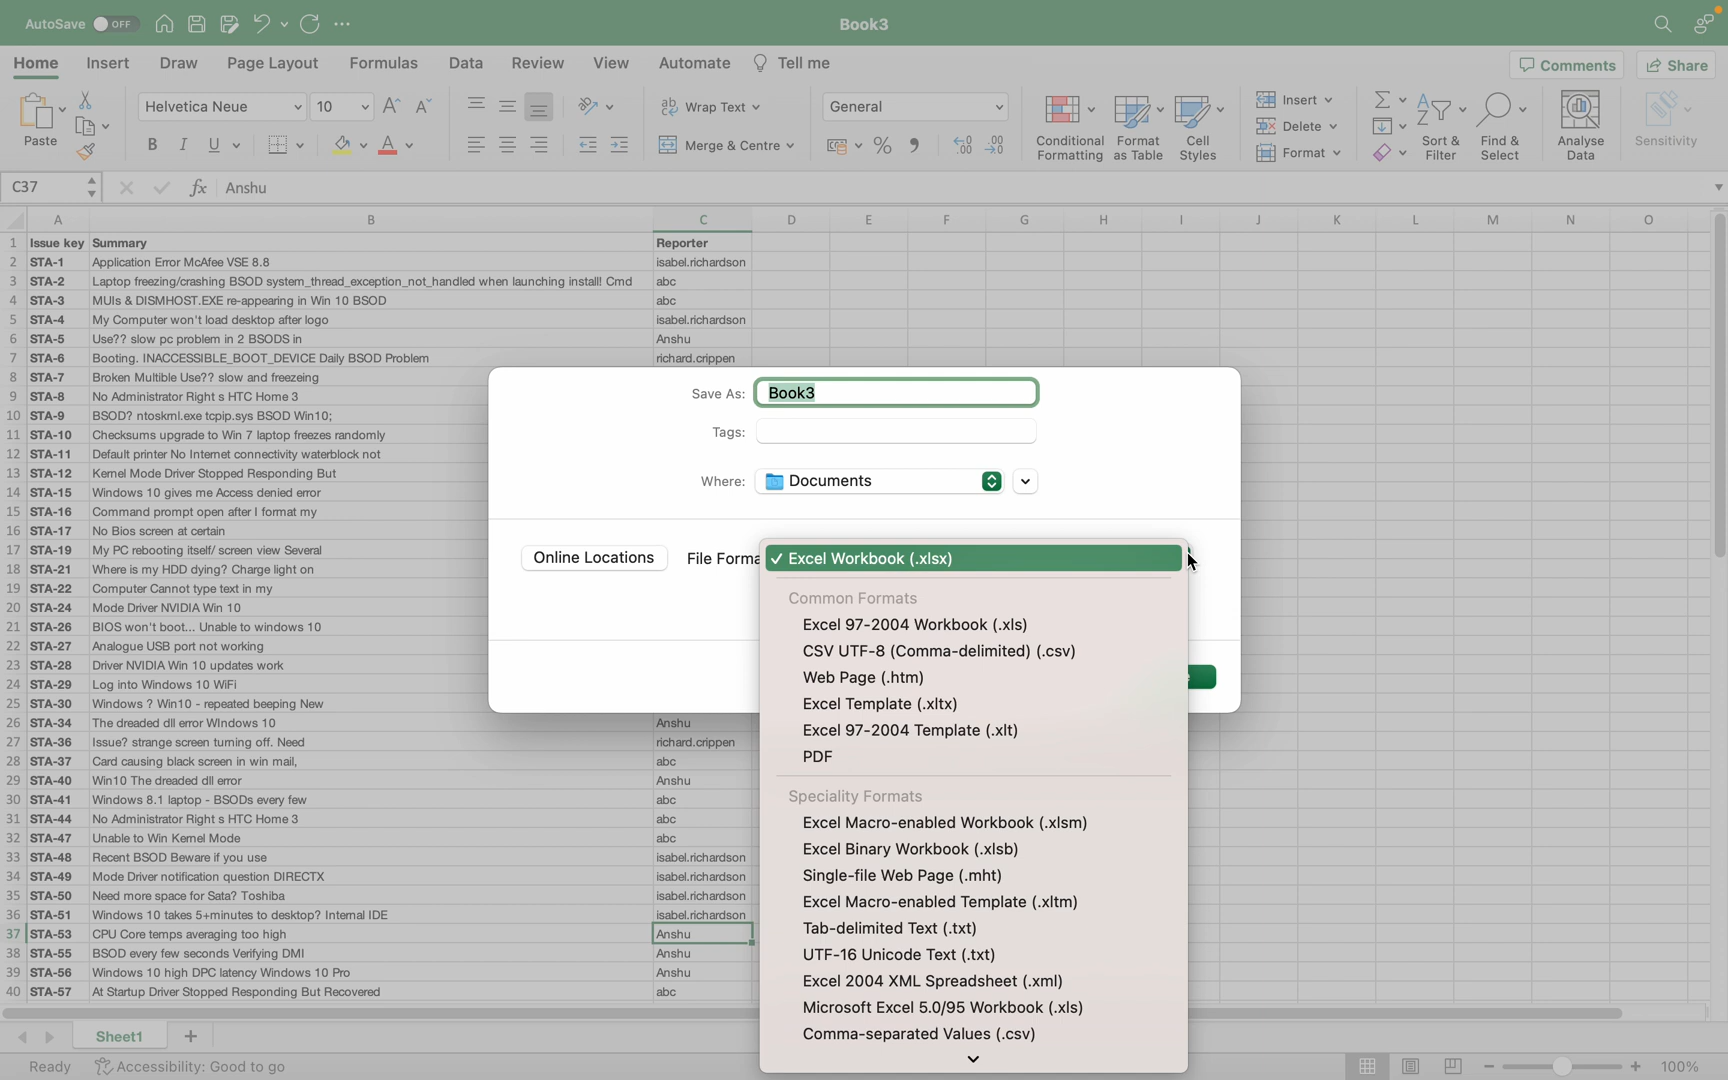 AutoSave OFF Book3
Home Insert Draw Page Layout Formulas Data Review View Automate Tell me Comments Share
Paste
Helvetica Neue 10
B I U
ab Wrap Text
Merge & Centre
General
Conditional Formatting
Format as Table
Cell Styles
Insert
Delete
Format
Sort & Filter
Find & Select
Analyse Data
Sensitivity
C37 fx Anshu
A B C D E F G H I J K L M N O
1 Issue key Summary Reporter
2 STA-1 Application Error McAfee VSE 8.8 isabel.richardson
3 STA-2 Laptop freezing/crashing BSOD system_thread_exception_not_handled when launching install! Cmd abc
4 STA-3 MUIs & DISMHOST.EXE re-appearing in Win 10 BSOD abc
5 STA-4 My Computer won't load desktop after logo isabel.richardson
6 STA-5 Use?? slow pc problem in 2 BSODS in Anshu
7 STA-6 Booting. INACCESSIBLE_BOOT_DEVICE Daily BSOD Problem richard.crippen
8 STA-7 Broken Multible Use?? slow and freezeing
9 STA-8 No Administrator Right s HTC Home 3
10 STA-9 BSOD? ntoskrnl.exe tcpip.sys BSOD Win10;
11 STA-10 Checksums upgrade to Win 7 laptop freezes randomly
12 STA-11 Default printer No Internet connectivity waterblock not
13 STA-12 Kernel Mode Driver Stopped Responding But
14 STA-15 Windows 10 gives me Access denied error
15 STA-16 Command prompt open after I format my
16 STA-17 No Bios screen at certain
17 STA-19 My PC rebooting itself/ screen view Several
18 STA-21 Where is my HDD dying? Charge light on
19 STA-22 Computer Cannot type text in my
20 STA-24 Mode Driver NVIDIA Win 10
21 STA-26 BIOS won't boot... Unable to windows 10
22 STA-27 Analogue USB port not working
23 STA-28 Driver NVIDIA Win 10 updates work
24 STA-29 Log into Windows 10 WiFi
25 STA-30 Windows ? Win10 - repeated beeping New
26 STA-34 The dreaded dll error WIndows 10 Anshu
27 STA-36 Issue? strange screen turning off. Need richard.crippen
28 STA-37 Card causing black screen in win mail, abc
29 STA-40 Win10 The dreaded dll error Anshu
30 STA-41 Windows 8.1 laptop - BSODs every few abc
31 STA-44 No Administrator Right s HTC Home 3 abc
32 STA-47 Unable to Win Kernel Mode abc
33 STA-48 Recent BSOD Beware if you use isabel.richardson
34 STA-49 Mode Driver notification question DIRECTX isabel.richardson
35 STA-50 Need more space for Sata? Toshiba isabel.richardson
36 STA-51 Windows 10 takes 5+minutes to desktop? Internal IDE isabel.richardson
37 STA-53 CPU Core temps averaging too high Anshu
38 STA-55 BSOD every few seconds Verifying DMI Anshu
39 STA-56 Windows 10 high DPC latency Windows 10 Pro Anshu
40 STA-57 At Startup Driver Stopped Responding But Recovered abc
Save As: Book3
Tags:
Where: Documents
Online Locations File Forma
✓ Excel Workbook (.xlsx)
Common Formats
Excel 97-2004 Workbook (.xls)
CSV UTF-8 (Comma-delimited) (.csv)
Web Page (.htm)
Excel Template (.xltx)
Excel 97-2004 Template (.xlt)
PDF
Speciality Formats
Excel Macro-enabled Workbook (.xlsm)
Excel Binary Workbook (.xlsb)
Single-file Web Page (.mht)
Excel Macro-enabled Template (.xltm)
Tab-delimited Text (.txt)
UTF-16 Unicode Text (.txt)
Excel 2004 XML Spreadsheet (.xml)
Microsoft Excel 5.0/95 Workbook (.xls)
Comma-separated Values (.csv)
Sheet1 +
Ready Accessibility: Good to go 100%